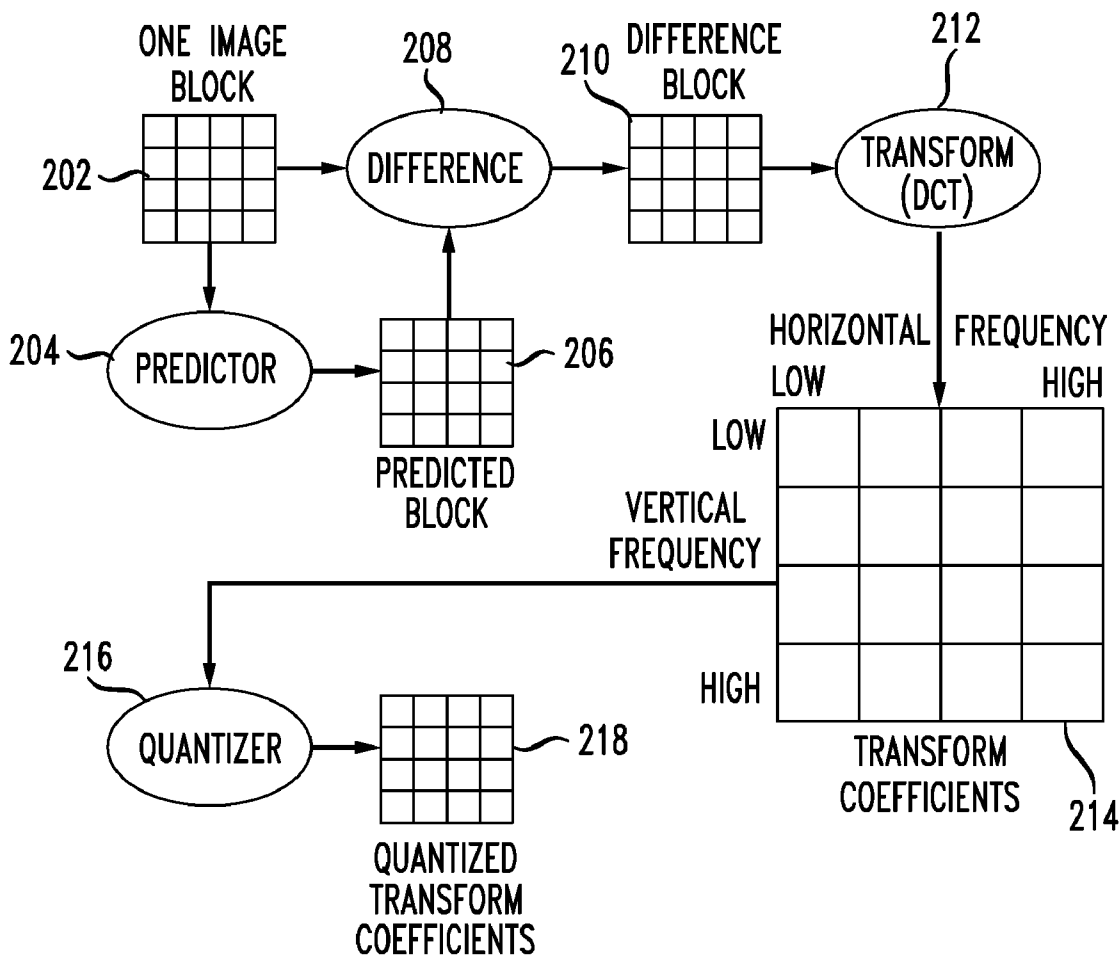 ONE IMAGE
BLOCK
202
208
DIFFERENCE
210
DIFFERENCE
BLOCK
212
TRANSFORM
(DCT)
204
PREDICTOR
206
PREDICTED
BLOCK
HORIZONTAL FREQUENCY
LOW HIGH
LOW
VERTICAL
FREQUENCY
HIGH
TRANSFORM
COEFFICIENTS
214
216
QUANTIZER
218
QUANTIZED
TRANSFORM
COEFFICIENTS